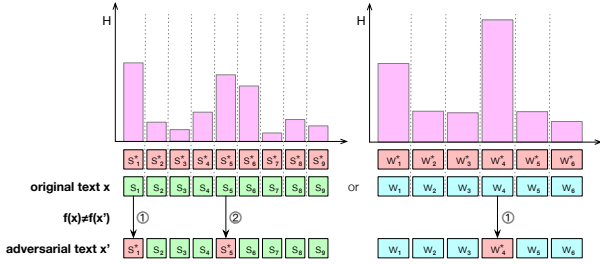 H H
S*1 S*2 S*3 S*4 S*5 S*6 S*7 S*8 S*9 W*1 W*2 W*3 W*4 W*5 W*6
original text x S1 S2 S3 S4 S5 S6 S7 S8 S9 or W1 W2 W3 W4 W5 W6
f(x)≠f(x') ① ② ①
adversarial text x' S*1 S2 S3 S4 S*5 S6 S7 S8 S9 W1 W2 W3 W*4 W5 W6